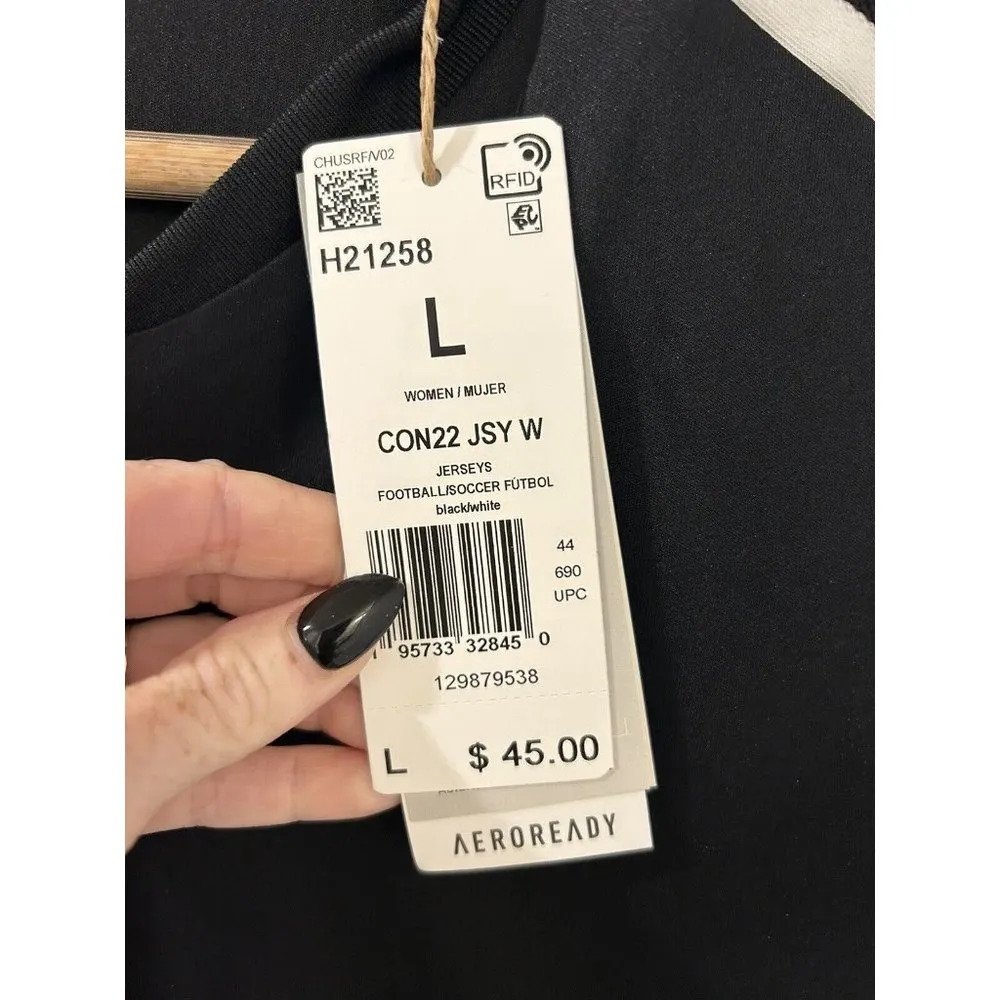 CHUSRF/V02
RFID
H21258
L
WOMEN / MUJER
CON22 JSY W
JERSEYS
FOOTBALL/SOCCER FÚTBOL
black/white
44
690
UPC
95733 32845 0
129879538
L $ 45.00
AEROREADY